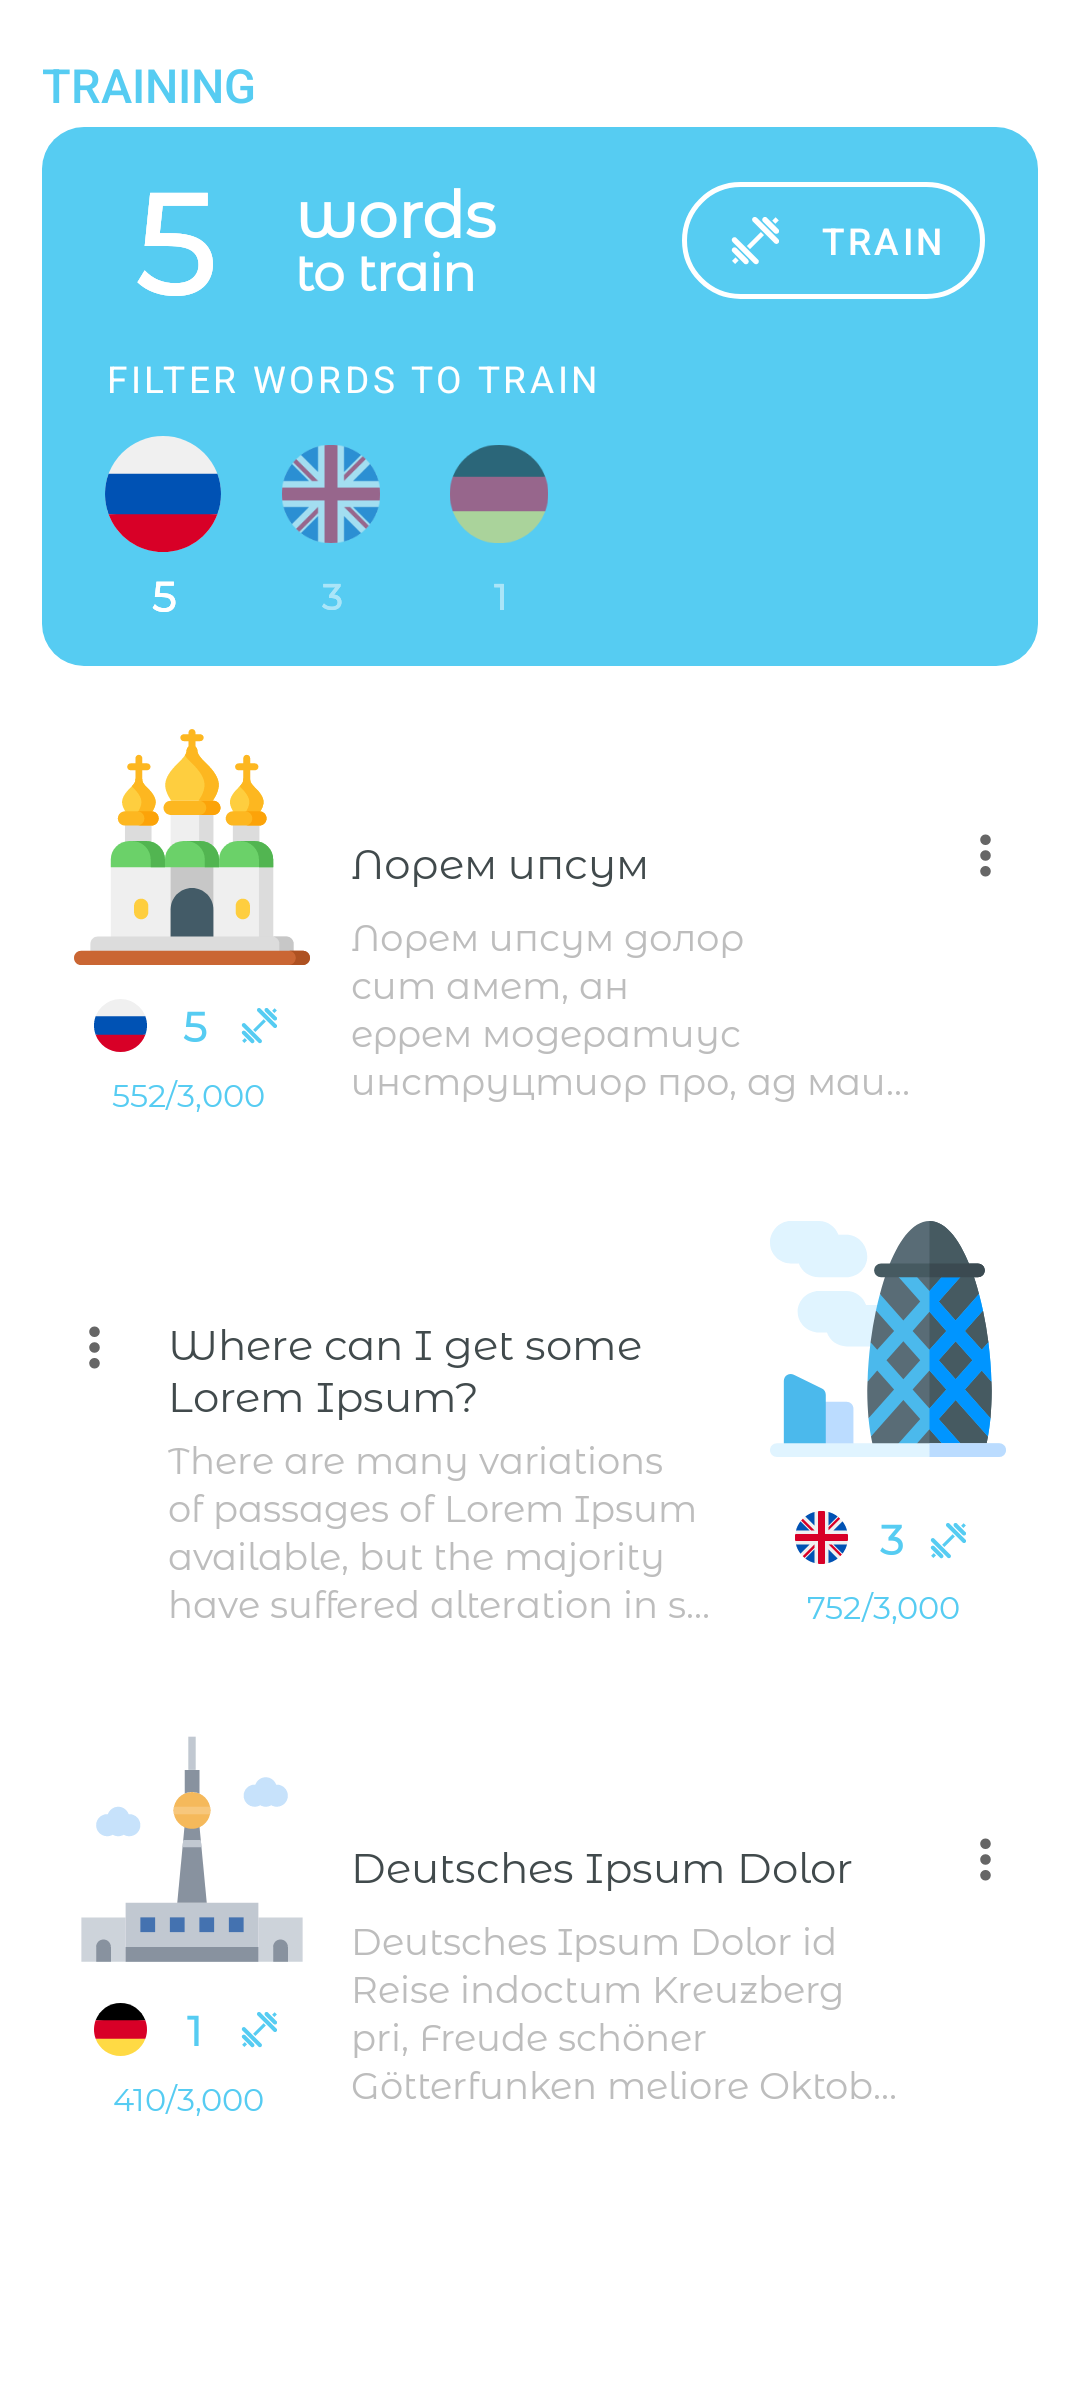 TRAINING
5
words
to train
TRAIN
FILTER WORDS TO TRAIN
5
3
1
Лорем ипсум
Лорем ипсум долор
сит амет, ан
еррем модератиус
инструцтиор про, ад маи...
5
552/3,000
Where can I get some
Lorem Ipsum?
There are many variations
of passages of Lorem Ipsum
available, but the majority
have suffered alteration in s...
3
752/3,000
Deutsches Ipsum Dolor
Deutsches Ipsum Dolor id
Reise indoctum Kreuzberg
pri, Freude schöner
Götterfunken meliore Oktob...
1
410/3,000